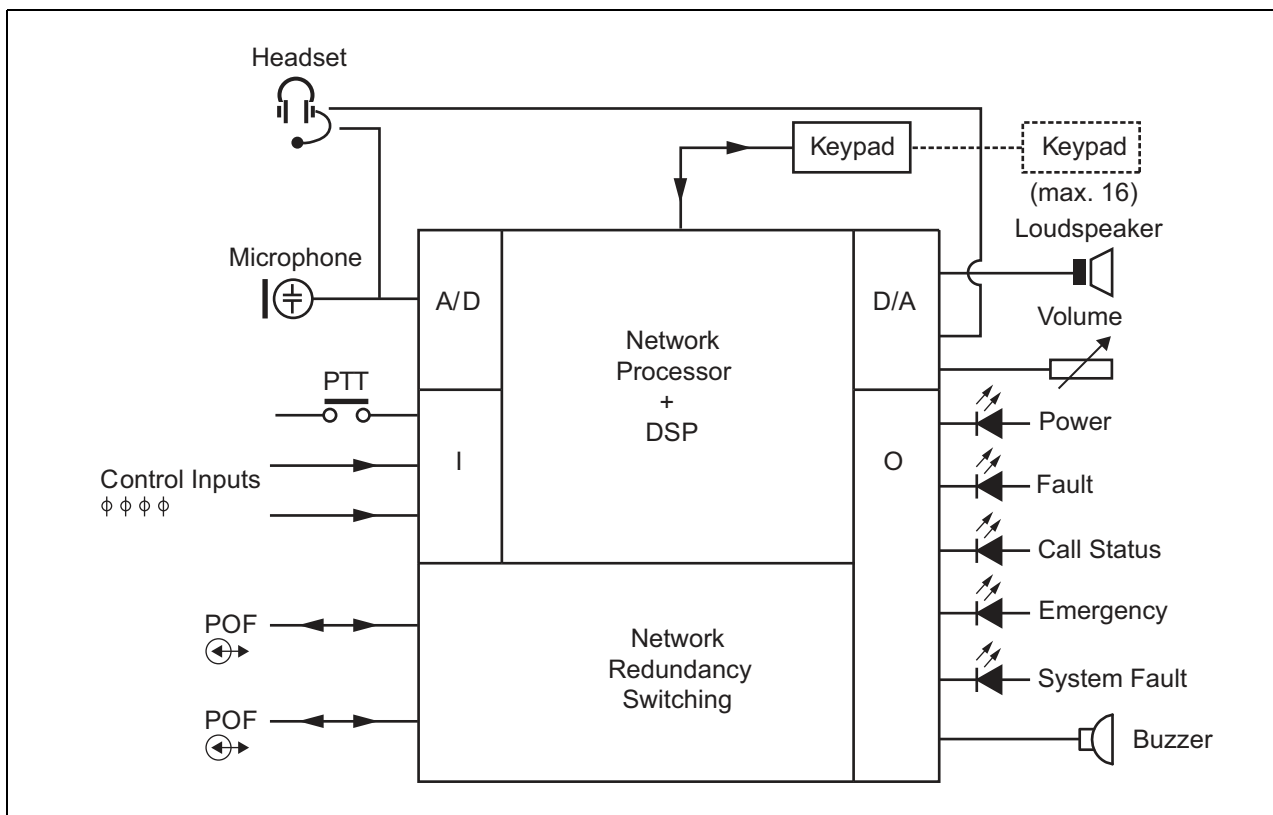 Headset
Keypad
Keypad
(max. 16)
Loudspeaker
Microphone
A/D
D/A
Volume
Network
Processor
+
DSP
PTT
Power
I
O
Control Inputs
Fault
Call Status
POF
Emergency
Network
Redundancy
Switching
System Fault
POF
Buzzer